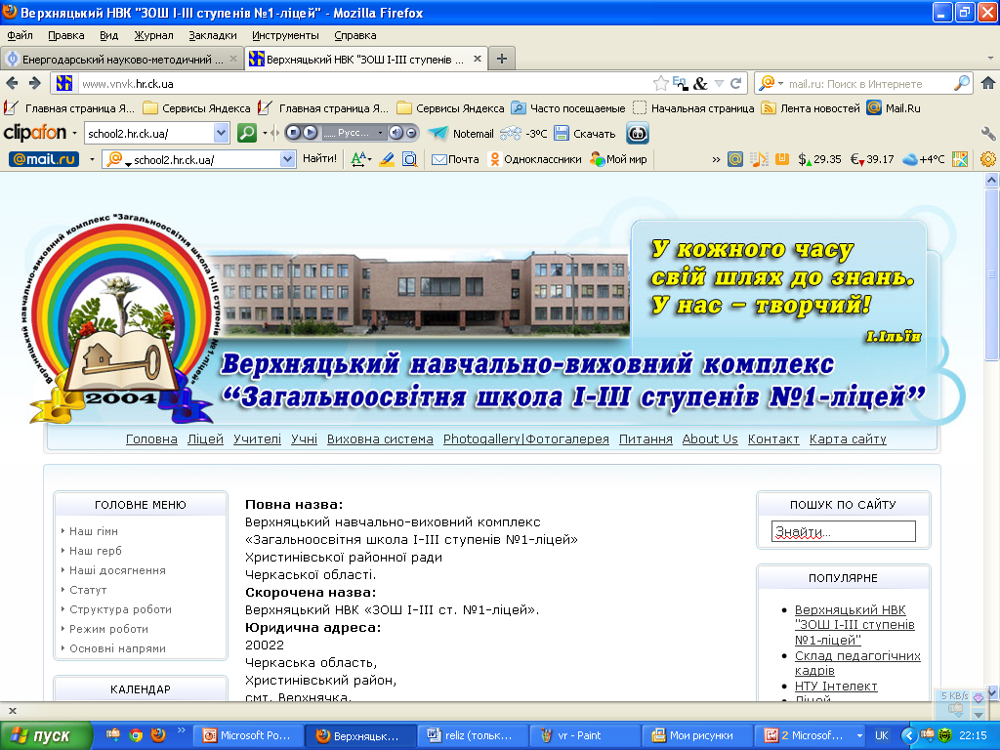 Верхняцький НВК "ЗОШ І-ІІІ ступенів №1-ліцей" - Mozilla Firefox
Файл Правка Вид Журнал Закладки Инструменты Справка
Енергодарський науково-методичний ... Верхняцький НВК "ЗОШ І-ІІІ ступенів ...
www.vnvk.hr.ck.ua mail.ru: Поиск в Интернете
Главная страница Я... Сервисы Яндекса Главная страница Я... Сервисы Яндекса Часто посещаемые Начальная страница Лента новостей Mail.Ru
clipafon school2.hr.ck.ua/ ..... Русс... Notemail -3°C Скачать
@mail.ru school2.hr.ck.ua/ Найти! Почта Одноклассники Мой мир » $ 29.35 € 39.17 +4°C
Верхняцький навчально-виховний комплекс "Загальноосвітня школа І-ІІІ ступенів №1-ліцей"
2004
У кожного часу
свій шлях до знань.
У нас – творчий!
І.Ільїн
Верхняцький навчально-виховний комплекс
“Загальноосвітня школа І-ІІІ ступенів №1-ліцей”
Головна Ліцей Учителі Учні Виховна система Photogallery|Фотогалерея Питання About Us Контакт Карта сайту
ГОЛОВНЕ МЕНЮ
Наш гімн
Наш герб
Наші досягнення
Статут
Структура роботи
Режим роботи
Основні напрями
КАЛЕНДАР
Повна назва:
Верхняцький навчально-виховний комплекс
«Загальноосвітня школа І-ІІІ ступенів №1-ліцей»
Христинівської районної ради
Черкаської області.
Скорочена назва:
Верхняцький НВК «ЗОШ І-ІІІ ст. №1-ліцей».
Юридична адреса:
20022
Черкаська область,
Христинівський район,
смт. Верхнячка,
ПОШУК ПО САЙТУ
Знайти...
ПОПУЛЯРНЕ
Верхняцький НВК
"ЗОШ І-ІІІ ступенів
№1-ліцей"
Склад педагогічних
кадрів
НТУ Інтелект
Ліцей
5 KB/s
пуск » Microsoft Po... Верхняцьк... reliz (тольк... vr - Paint Мои рисунки 2 Microsof... UK 22:15